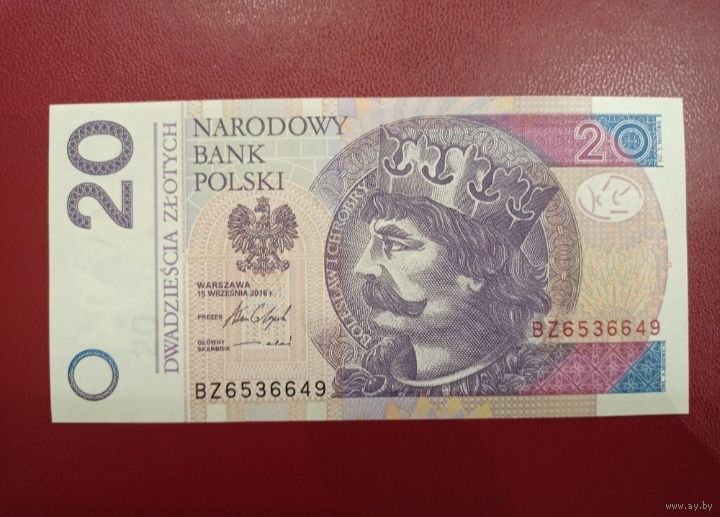 20
DWADZIEŚCIA ZŁOTYCH
NARODOWY
BANK
POLSKI
WARSZAWA
15 WRZEŚNIA 2016 r.
PREZES
GŁÓWNY
SKARBNIK
BZ6536649
BOLESŁAW I CHROBRY
20
BZ6536649
www.ay.by